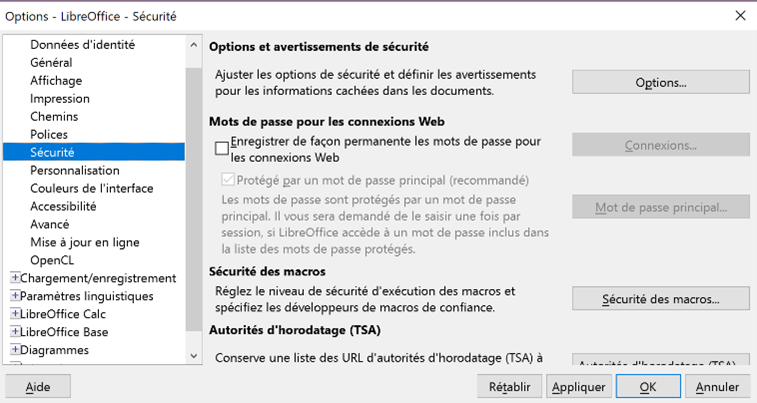 Options - LibreOffice - Sécurité
Données d'identité
Général
Affichage
Impression
Chemins
Polices
Sécurité
Personnalisation
Couleurs de l'interface
Accessibilité
Avancé
Mise à jour en ligne
OpenCL
Chargement/enregistrement
Paramètres linguistiques
LibreOffice Calc
LibreOffice Base
Diagrammes
Options et avertissements de sécurité
Ajuster les options de sécurité et définir les avertissements
pour les informations cachées dans les documents.
Options...
Mots de passe pour les connexions Web
Enregistrer de façon permanente les mots de passe pour
les connexions Web
Connexions...
Protégé par un mot de passe principal (recommandé)
Les mots de passe sont protégés par un mot de passe
principal. Il vous sera demandé de le saisir une fois par
session, si LibreOffice accède à un mot de passe inclus dans
la liste des mots de passe protégés.
Mot de passe principal...
Sécurité des macros
Réglez le niveau de sécurité d'exécution des macros et
spécifiez les développeurs de macros de confiance.
Sécurité des macros...
Autorités d'horodatage (TSA)
Conserve une liste des URL d'autorités d'horodatage (TSA) à
Autorités d'horodatage (TSA)
Aide
Rétablir
Appliquer
OK
Annuler